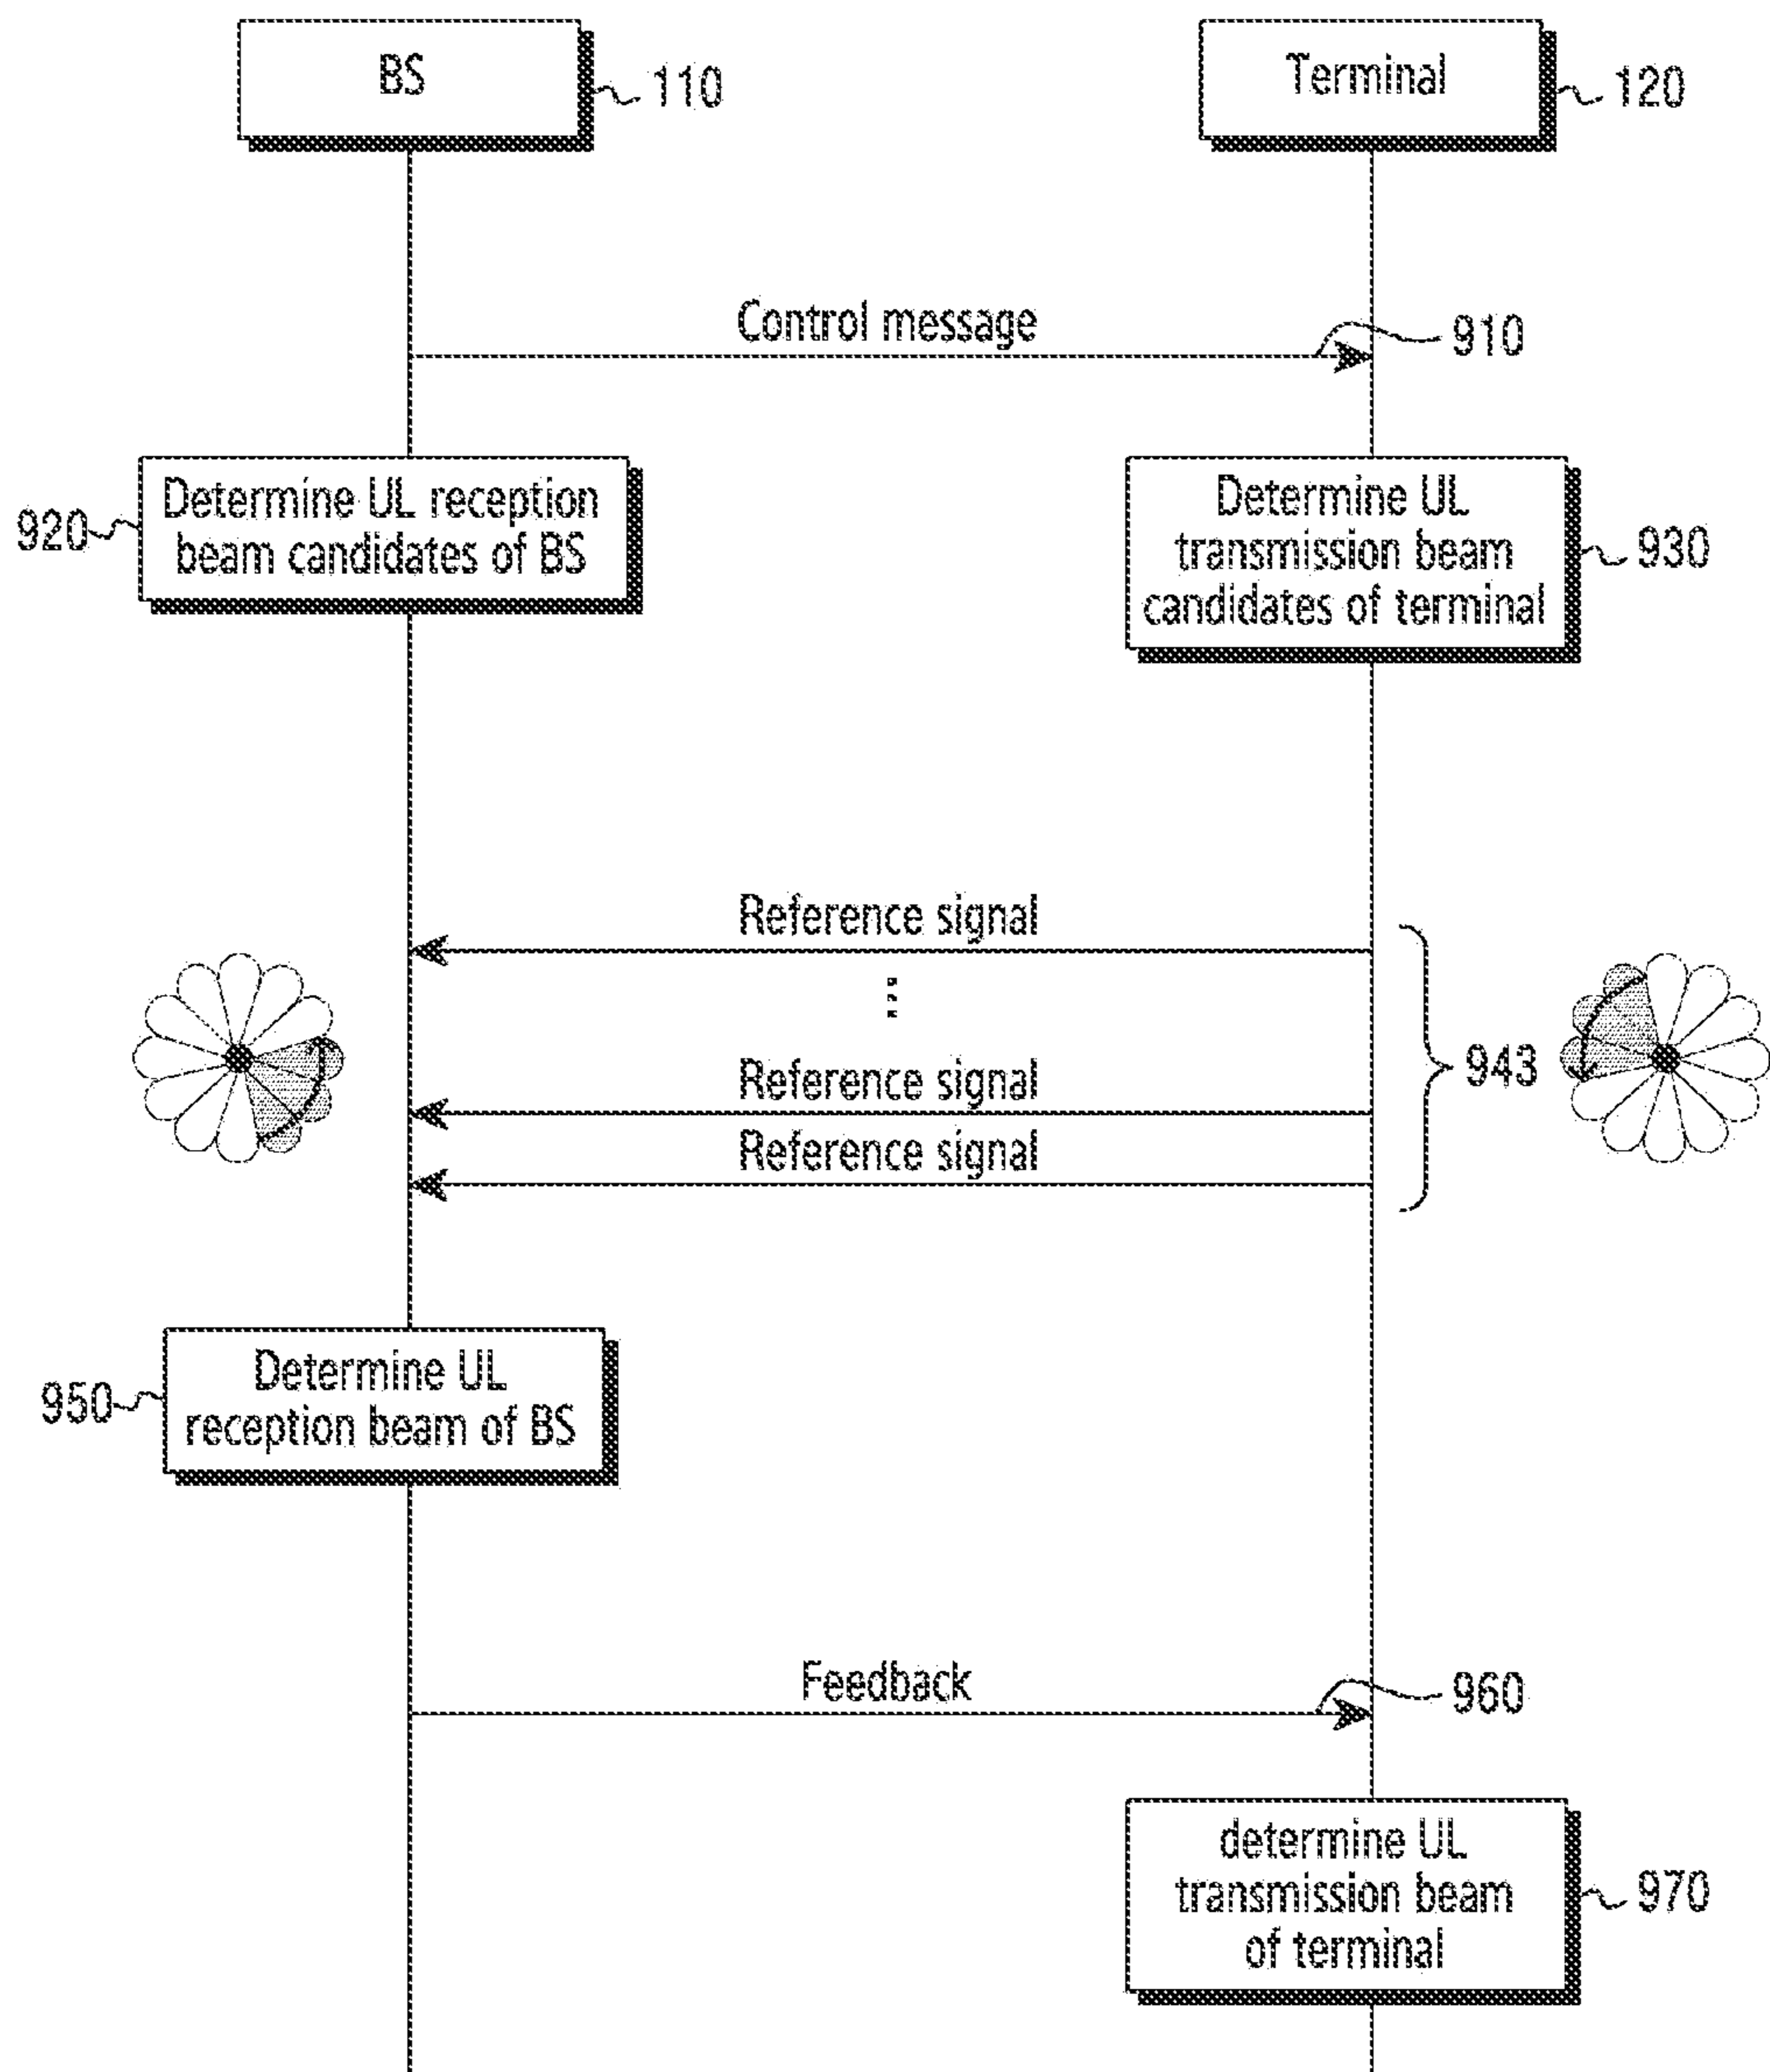 BS
110
Terminal
120
Control message
910
920
Determine UL reception
beam candidates of BS
Determine UL
transmission beam
candidates of terminal
930
Reference signal
Reference signal
943
Reference signal
950
Determine UL
reception beam of BS
Feedback
960
determine UL
transmission beam
of terminal
970